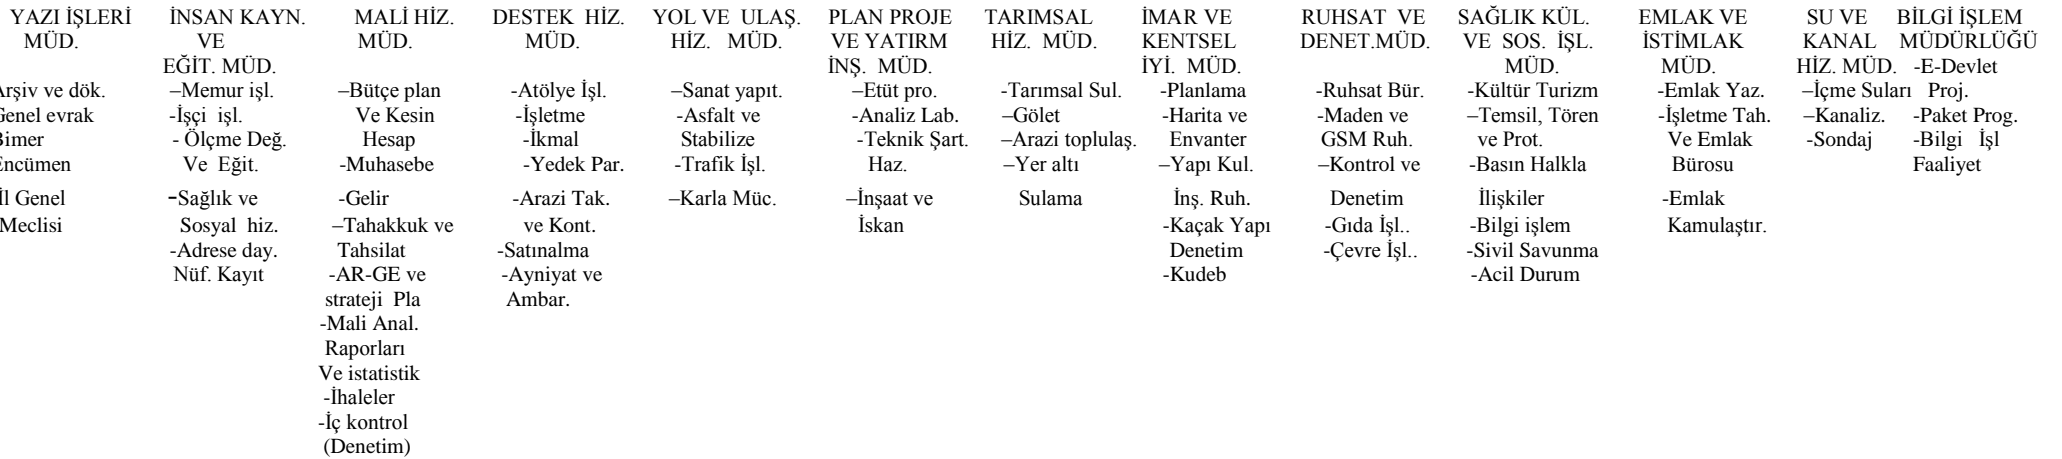 YAZI İŞLERİ
MÜD.
Arşiv ve dök.
Genel evrak
Bimer
Encümen
İl Genel
Meclisi
İNSAN KAYN.
VE
EĞİT. MÜD.
–Memur işl.
-İşçi işl.
- Ölçme Değ.
Ve Eğit.
-Sağlık ve
Sosyal hiz.
-Adrese day.
Nüf. Kayıt
MALİ HİZ.
MÜD.
–Bütçe plan
Ve Kesin
Hesap
-Muhasebe
-Gelir
–Tahakkuk ve
Tahsilat
-AR-GE ve
strateji Pla
-Mali Anal.
Raporları
Ve istatistik
-İhaleler
-İç kontrol
(Denetim)
DESTEK HİZ.
MÜD.
-Atölye İşl.
-İşletme
-İkmal
-Yedek Par.
-Arazi Tak.
ve Kont.
-Satınalma
-Ayniyat ve
Ambar.
YOL VE ULAŞ.
HİZ. MÜD.
–Sanat yapıt.
-Asfalt ve
Stabilize
-Trafik İşl.
–Karla Müc.
PLAN PROJE
VE YATIRM
İNŞ. MÜD.
–Etüt pro.
-Analiz Lab.
-Teknik Şart.
Haz.
–İnşaat ve
İskan
TARIMSAL
HİZ. MÜD.
-Tarımsal Sul.
–Gölet
–Arazi toplulaş.
–Yer altı
Sulama
İMAR VE
KENTSEL
İYİ. MÜD.
-Planlama
-Harita ve
Envanter
–Yapı Kul.
İnş. Ruh.
-Kaçak Yapı
Denetim
-Kudeb
RUHSAT VE
DENET.MÜD.
-Ruhsat Bür.
-Maden ve
GSM Ruh.
–Kontrol ve
Denetim
-Gıda İşl..
-Çevre İşl..
SAĞLIK KÜL.
VE SOS. İŞL.
MÜD.
-Kültür Turizm
–Temsil, Tören
ve Prot.
-Basın Halkla
İlişkiler
-Bilgi işlem
-Sivil Savunma
-Acil Durum
EMLAK VE
İSTİMLAK
MÜD.
-Emlak Yaz.
-İşletme Tah.
Ve Emlak
Bürosu
-Emlak
Kamulaştır.
SU VE
KANAL
HİZ. MÜD.
–İçme Suları
–Kanaliz.
-Sondaj
BİLGİ İŞLEM
MÜDÜRLÜĞÜ
-E-Devlet
Proj.
-Paket Prog.
-Bilgi İşl
Faaliyet